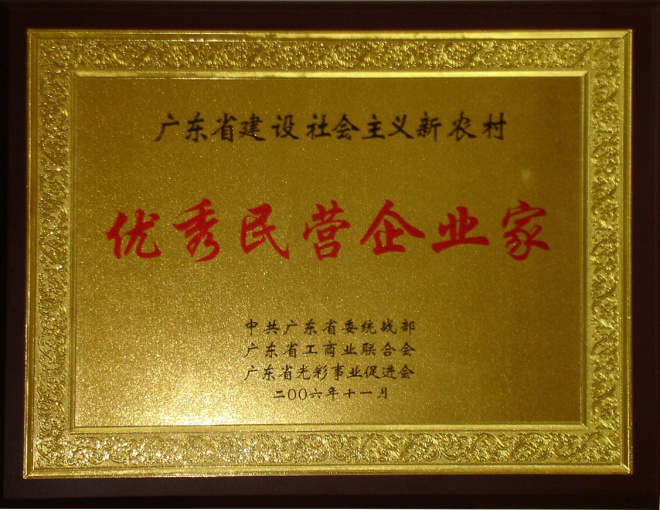 广东省建设社会主义新农村
优秀民营企业家
中共广东省委统战部
广东省工商业联合会
广东省光彩事业促进会
二00六年十一月